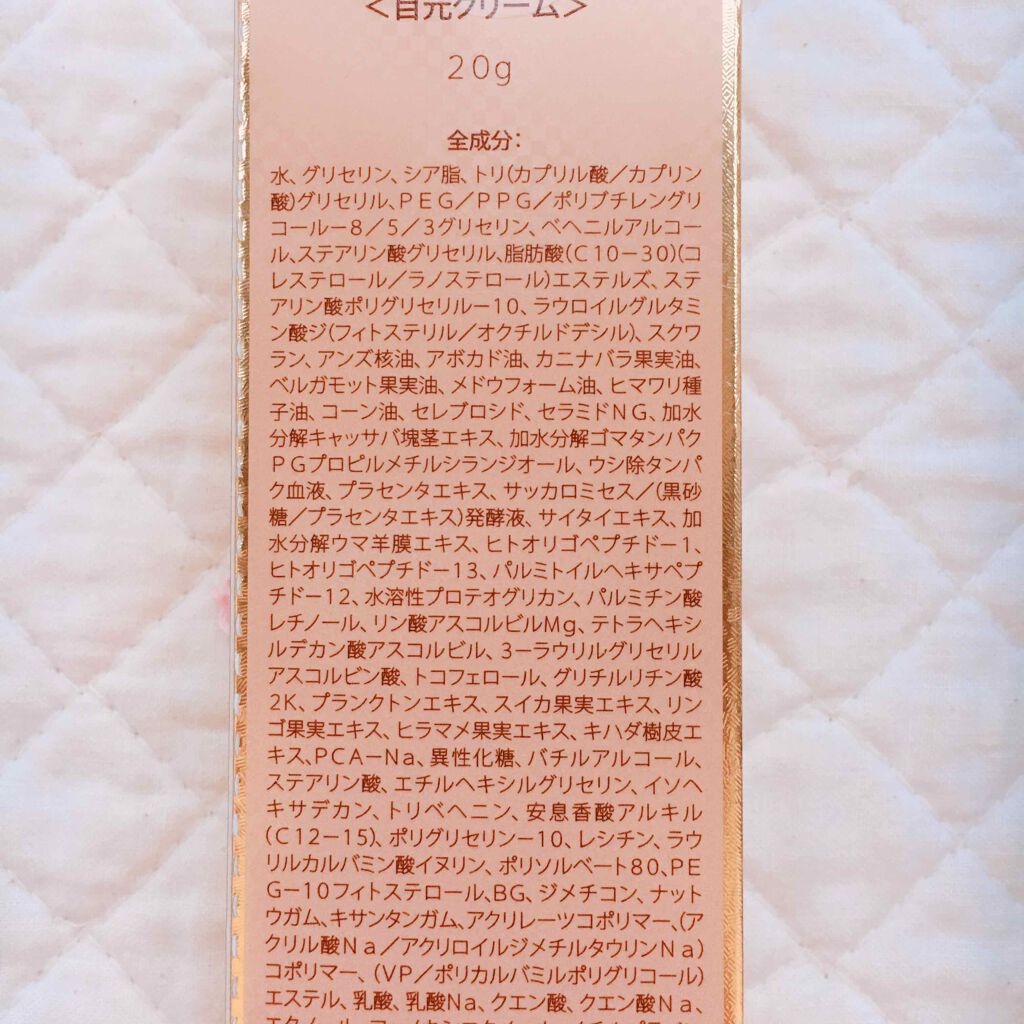 <目元クリーム>
20g
全成分:
水、グリセリン、シア脂、トリ(カプリル酸/カプリン
酸)グリセリル、PEG/PPG/ポリブチレングリ
コールー8/5/3グリセリン、ベヘニルアルコー
ル、ステアリン酸グリセリル、脂肪酸(C10-30)(コ
レステロール/ラノステロール)エステルズ、ステ
アリン酸ポリグリセリルー10、ラウロイルグルタミ
ン酸ジ(フィトステリル/オクチルドデシル)、スクワ
ラン、アンズ核油、アボカド油、カニナバラ果実油、
ベルガモット果実油、メドウフォーム油、ヒマワリ種
子油、コーン油、セレブロシド、セラミドNG、加水
分解キャッサバ塊茎エキス、加水分解ゴマタンパク
PGプロピルメチルシランジオール、ウシ除タンパ
ク血液、プラセンタエキス、サッカロミセス/(黒砂
糖/プラセンタエキス)発酵液、サイタイエキス、加
水分解ウマ羊膜エキス、ヒトオリゴペプチドー1、
ヒトオリゴペプチドー13、パルミトイルヘキサペプ
チドー12、水溶性プロテオグリカン、パルミチン酸
レチノール、リン酸アスコルビルMg、テトラヘキシ
ルデカン酸アスコルビル、3ーラウリルグリセリル
アスコルビン酸、トコフェロール、グリチルリチン酸
2K、プランクトンエキス、スイカ果実エキス、リン
ゴ果実エキス、ヒラマメ果実エキス、キハダ樹皮エ
キス、PCAーNa、異性化糖、バチルアルコール、
ステアリン酸、エチルヘキシルグリセリン、イソヘ
キサデカン、トリベヘニン、安息香酸アルキル
(C12-15)、ポリグリセリンー10、レシチン、ラウ
リルカルバミン酸イヌリン、ポリソルベート80、PE
Gー10フィトステロール、BG、ジメチコン、ナット
ウガム、キサンタンガム、アクリレーツコポリマー、(ア
クリル酸Na/アクリロイルジメチルタウリンNa)
コポリマー、(VP/ポリカルバミルポリグリコール)
エステル、乳酸、乳酸Na、クエン酸、クエン酸Na、